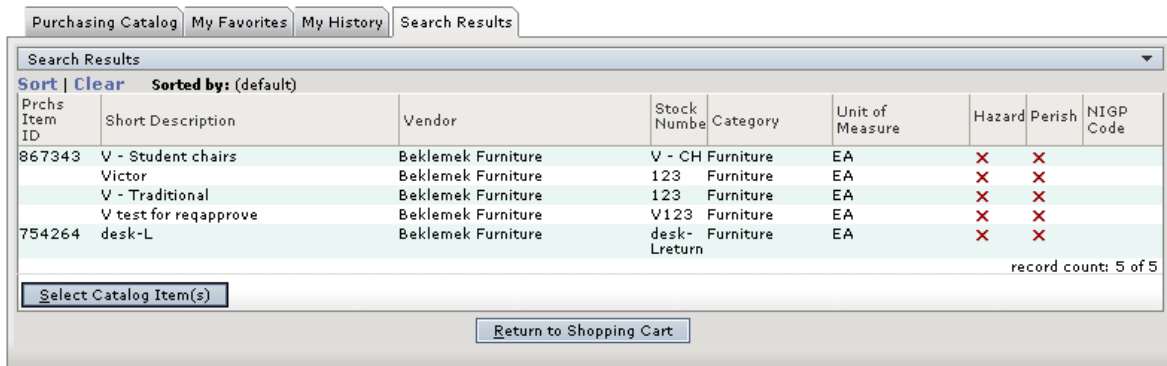 Purchasing Catalog My Favorites My History Search Results
Search Results
Sort | Clear Sorted by: (default)
Prchs Item ID Short Description Vendor Stock Numbe Category Unit of Measure Hazard Perish NIGP Code
867343 V - Student chairs Beklemek Furniture V - CH Furniture EA
Victor Beklemek Furniture 123 Furniture EA
V - Traditional Beklemek Furniture 123 Furniture EA
V test for reqapprove Beklemek Furniture V123 Furniture EA
754264 desk-L Beklemek Furniture desk- Furniture EA
Lreturn
record count: 5 of 5
Select Catalog Item(s)
Return to Shopping Cart